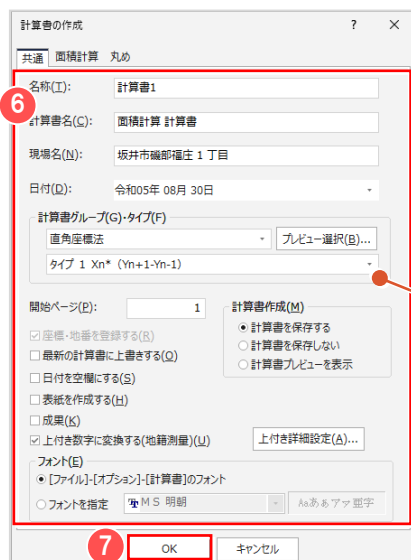 計算書の作成 ? ×
共通 面積計算 丸め
6
名称(T): 計算書1
計算書名(C): 面積計算 計算書
現場名(N): 坂井市磯部福庄 1 丁目
日付(D): 令和05年 08月 30日
計算書グループ(G)・タイプ(F)
直角座標法 プレビュー選択(B)...
タイプ 1 Xn* (Yn+1-Yn-1)
開始ページ(P): 1
計算書作成(M)
計算書を保存する
計算書を保存しない
計算書プレビューを表示
座標・地番を登録する(R)
最新の計算書に上書きする(O)
日付を空欄にする(S)
表紙を作成する(H)
成果(K)
上付き数字に変換する(地籍測量)(U) 上付き詳細設定(A)...
フォント(E)
[ファイル]-[オプション]-[計算書]のフォント
フォントを指定 MS 明朝 Aaあぁアァ亜宇
7
OK キャンセル